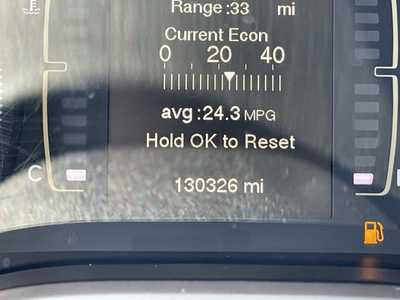 Range:33 mi
Current Econ
0 20 40
avg:24.3 MPG
Hold OK to Reset
C
130326 mi